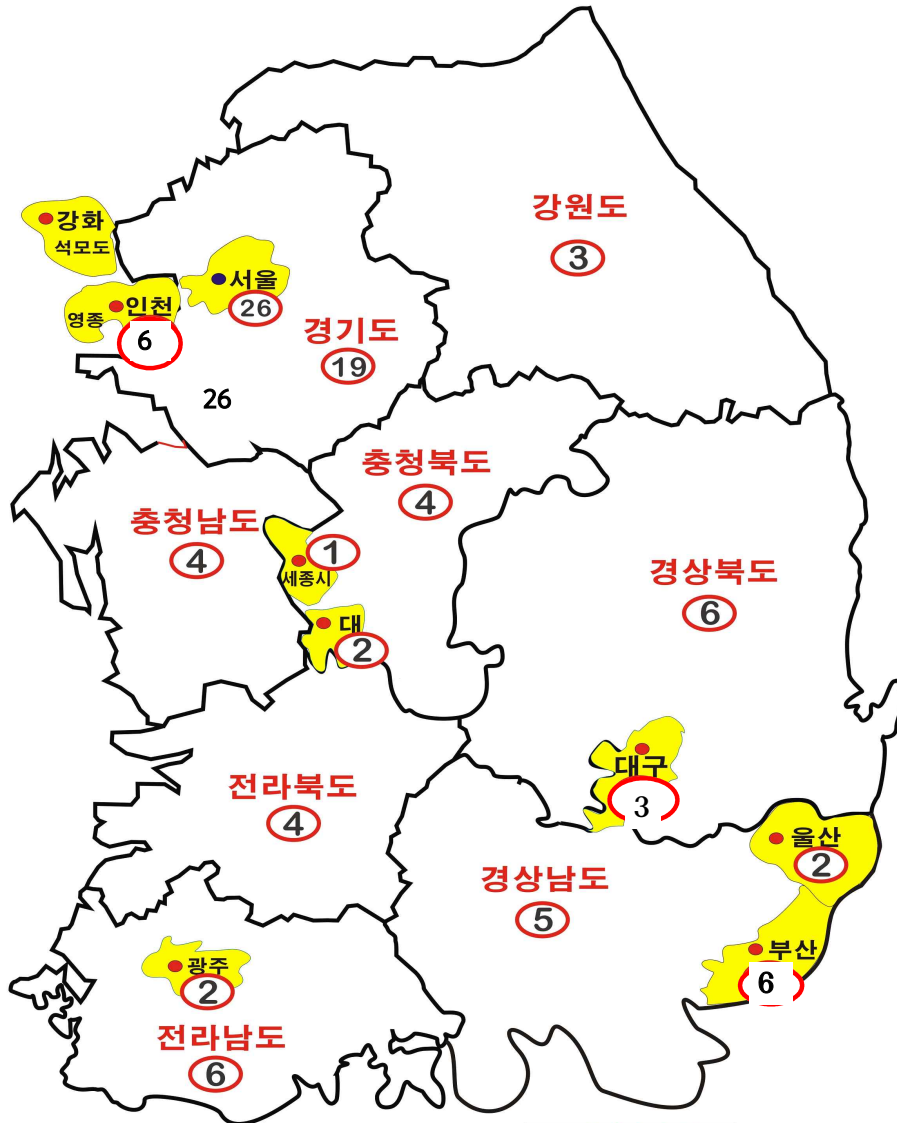 강원도
3
강화
석모도
서울
26
영종
인천
6
경기도
19
26
충청북도
4
충청남도
4
1
세종시
대
2
경상북도
6
대구
3
전라북도
4
울산
2
경상남도
5
부산
6
광주
2
전라남도
6